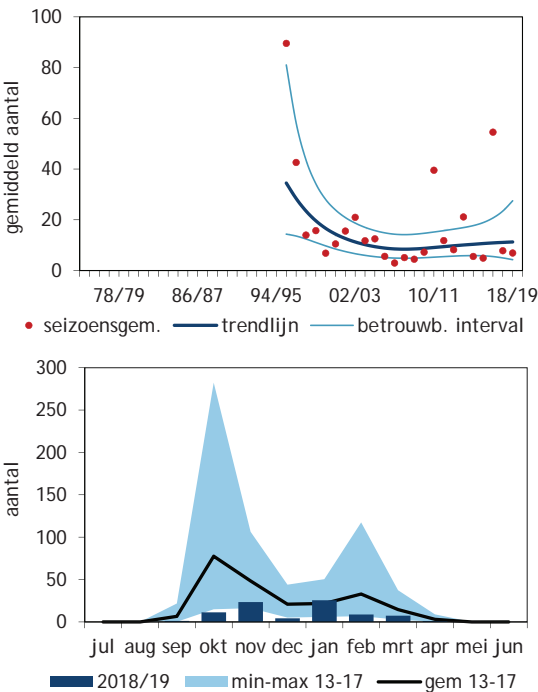 100
80
60
40
20
0
gemiddeld aantal
78/79 86/87 94/95 02/03 10/11 18/19
seizoensgem. trendlijn betrouwb. interval
300
250
200
150
100
50
0
aantal
jul aug sep okt nov dec jan feb mrt apr mei jun
2018/19 min-max 13-17 gem 13-17